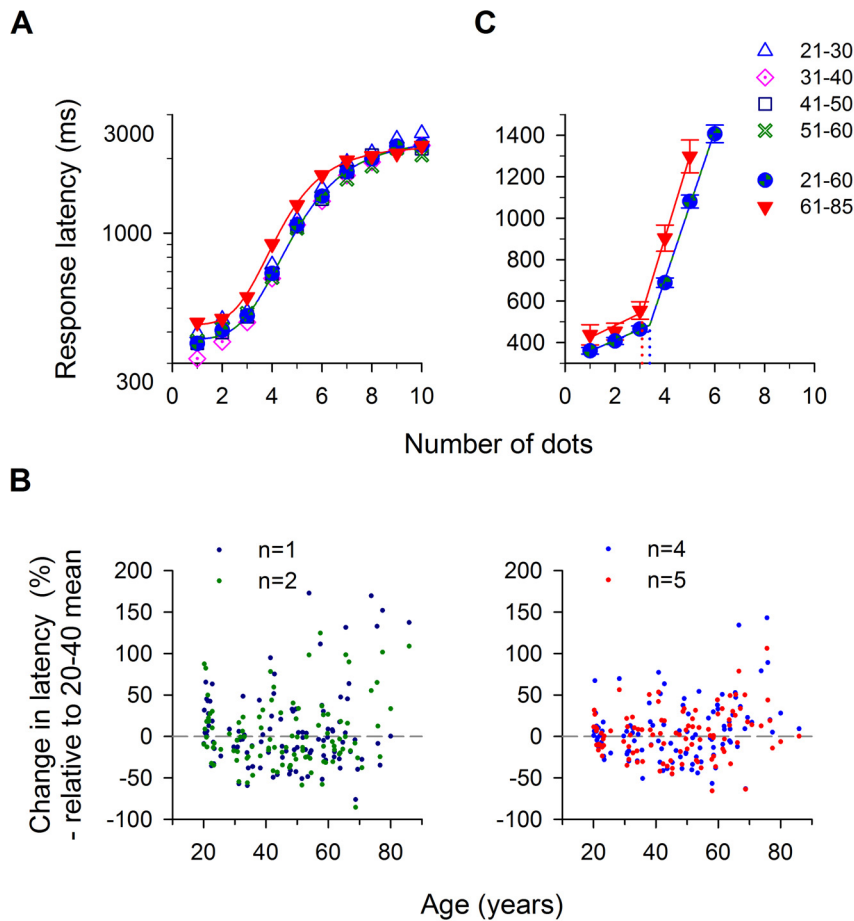 A
C
21-30
31-40
41-50
51-60
21-60
61-85
Response latency (ms)
3000
1000
300
0 2 4 6 8 10
1400
1200
1000
800
600
400
0 2 4 6 8 10
Number of dots
B
Change in latency (%)
- relative to 20-40 mean
n=1
n=2
200
150
100
50
0
-50
-100
20 40 60 80
n=4
n=5
200
150
100
50
0
-50
-100
20 40 60 80
Age (years)